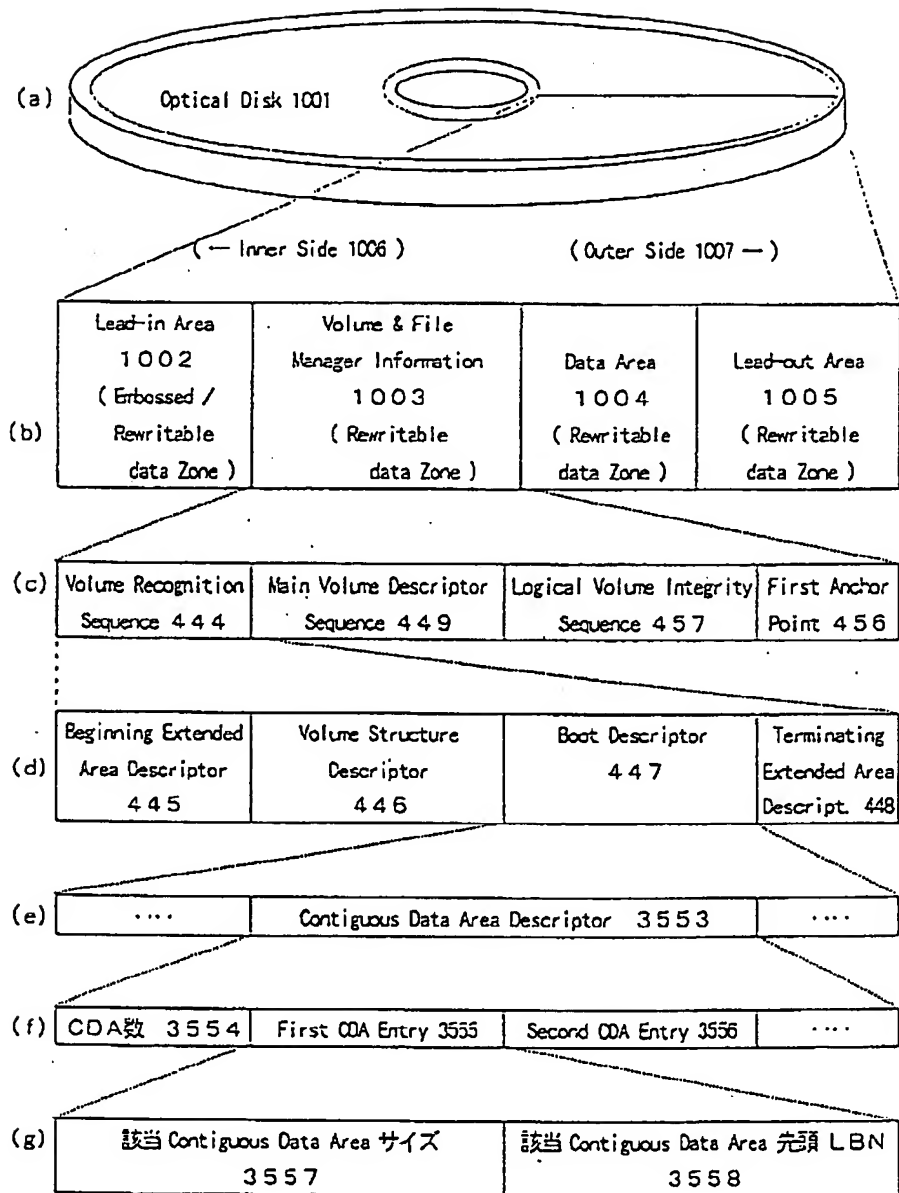 (a)
Optical Disk 1001
(← Inner Side 1006 )
(Outer Side 1007 →)
(b)
Lead-in Area
1002
( Embossed /
Rewritable
data Zone )
Volume & File
Manager Information
1003
( Rewritable
data Zone )
Data Area
1004
( Rewritable
data Zone )
Lead-out Area
1005
( Rewritable
data Zone )
(c)
Volume Recognition
Sequence 444
Main Volume Descriptor
Sequence 449
Logical Volume Integrity
Sequence 457
First Anchor
Point 456
(d)
Beginning Extended
Area Descriptor
445
Volume Structure
Descriptor
446
Boot Descriptor
447
Terminating
Extended Area
Descript. 448
(e)
....
Contiguous Data Area Descriptor 3553
....
(f)
CDA数 3554
First CDA Entry 3555
Second CDA Entry 3556
....
(g)
該当 Contiguous Data Area サイズ
3557
該当 Contiguous Data Area 先頭 LBN
3558